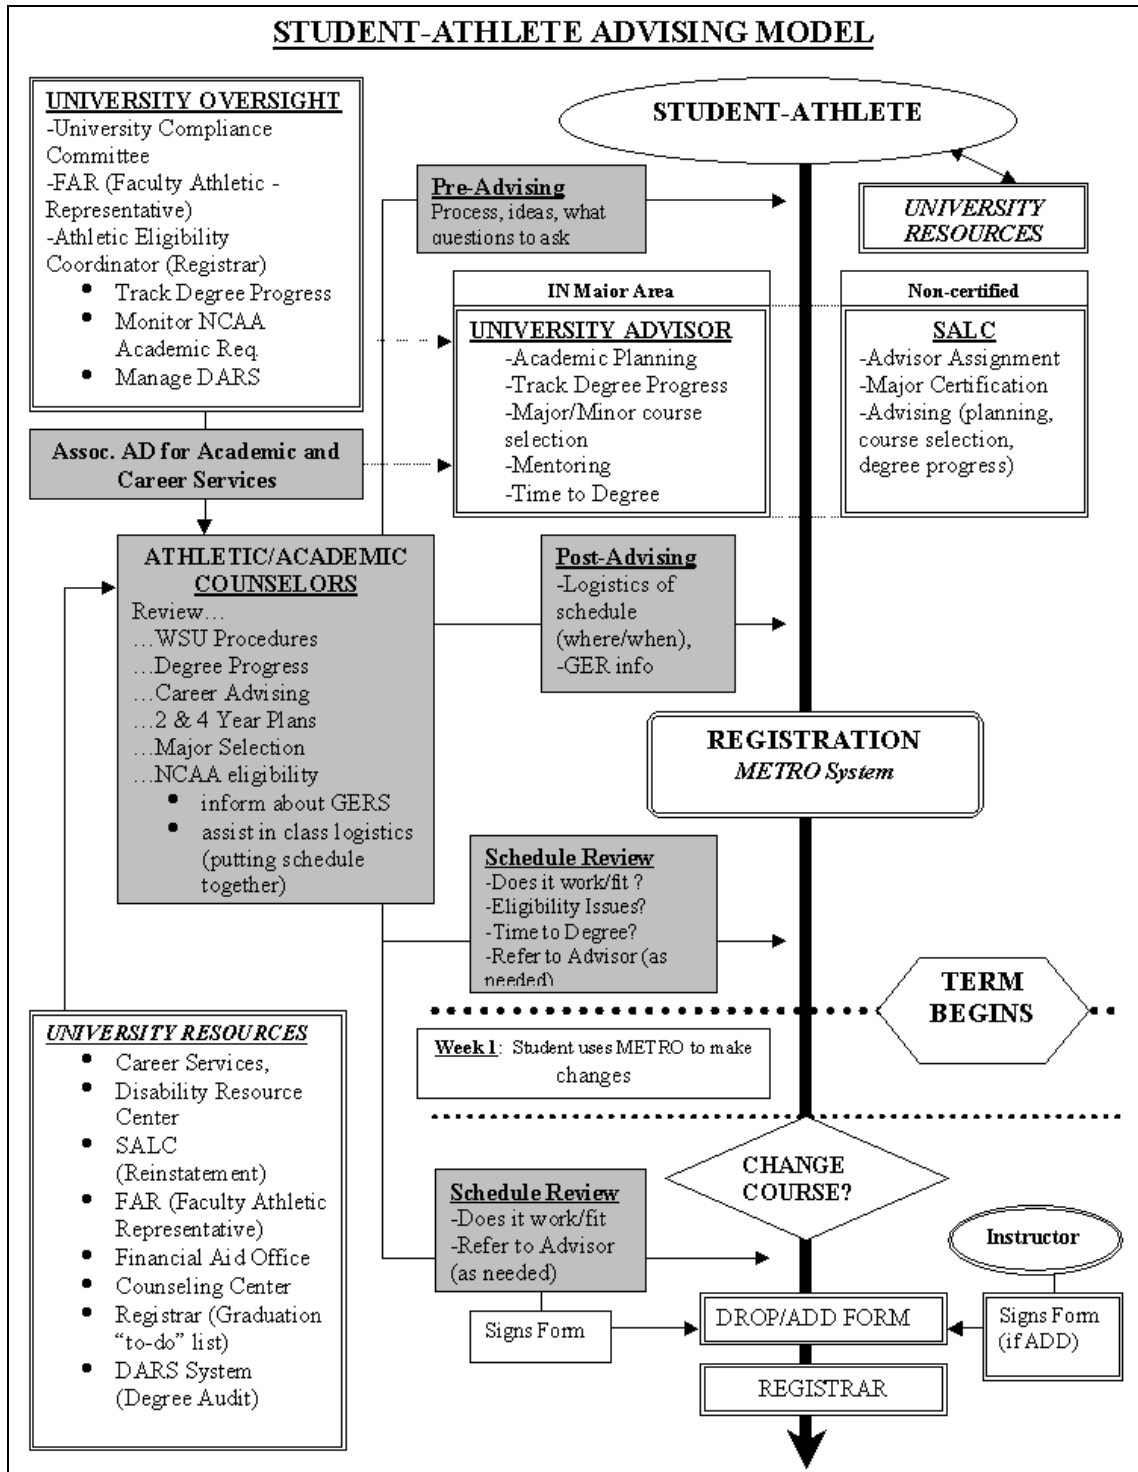 STUDENT-ATHLETE ADVISING MODEL
UNIVERSITY OVERSIGHT
-University Compliance
Committee
-FAR (Faculty Athletic -
Representative)
-Athletic Eligibility
Coordinator (Registrar)
• Track Degree Progress
• Monitor NCAA
Academic Req.
• Manage DARS
STUDENT-ATHLETE
UNIVERSITY
RESOURCES
Pre-Advising
Process, ideas, what
questions to ask
IN Major Area
UNIVERSITY ADVISOR
-Academic Planning
-Track Degree Progress
-Major/Minor course
selection
-Mentoring
-Time to Degree
Non-certified
SALC
-Advisor Assignment
-Major Certification
-Advising (planning,
course selection,
degree progress)
Assoc. AD for Academic and
Career Services
ATHLETIC/ACADEMIC
COUNSELORS
Review…
…WSU Procedures
…Degree Progress
…Career Advising
…2 & 4 Year Plans
…Major Selection
…NCAA eligibility
• inform about GERS
• assist in class logistics
(putting schedule
together)
Post-Advising
-Logistics of
schedule
(where/when),
-GER info
REGISTRATION
METRO System
Schedule Review
-Does it work/fit ?
-Eligibility Issues?
-Time to Degree?
-Refer to Advisor (as
needed)
TERM
BEGINS
Week 1: Student uses METRO to make
changes
UNIVERSITY RESOURCES
• Career Services,
• Disability Resource
Center
• SALC
(Reinstatement)
• FAR (Faculty Athletic
Representative)
• Financial Aid Office
• Counseling Center
• Registrar (Graduation
“to-do” list)
• DARS System
(Degree Audit)
CHANGE
COURSE?
Schedule Review
-Does it work/fit
-Refer to Advisor
(as needed)
Signs Form
Instructor
Signs Form
(if ADD)
DROP/ADD FORM
REGISTRAR